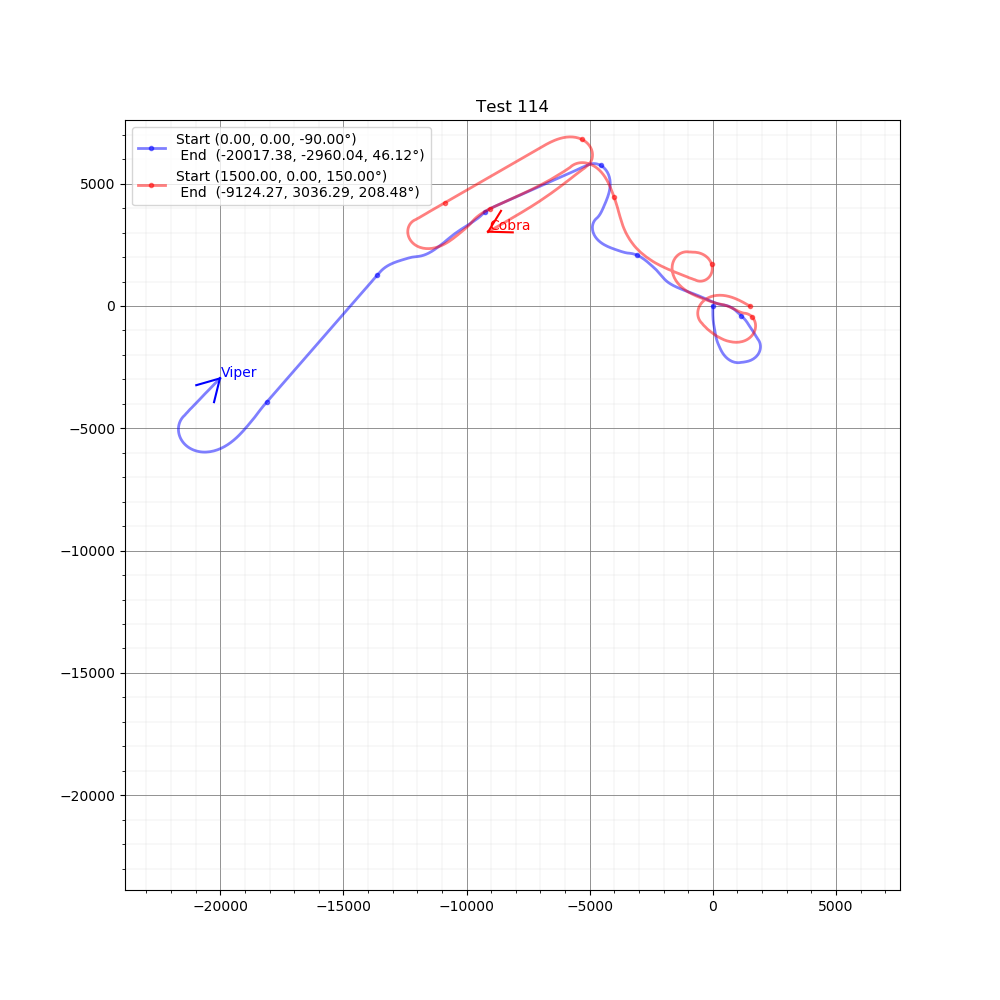 Test 114
Start (0.00, 0.00, -90.00°)
End  (-20017.38, -2960.04, 46.12°)
Start (1500.00, 0.00, 150.00°)
End  (-9124.27, 3036.29, 208.48°)
5000
Cobra
0
Viper
−5000
−10000
−15000
−20000
−20000 −15000 −10000 −5000 0 5000